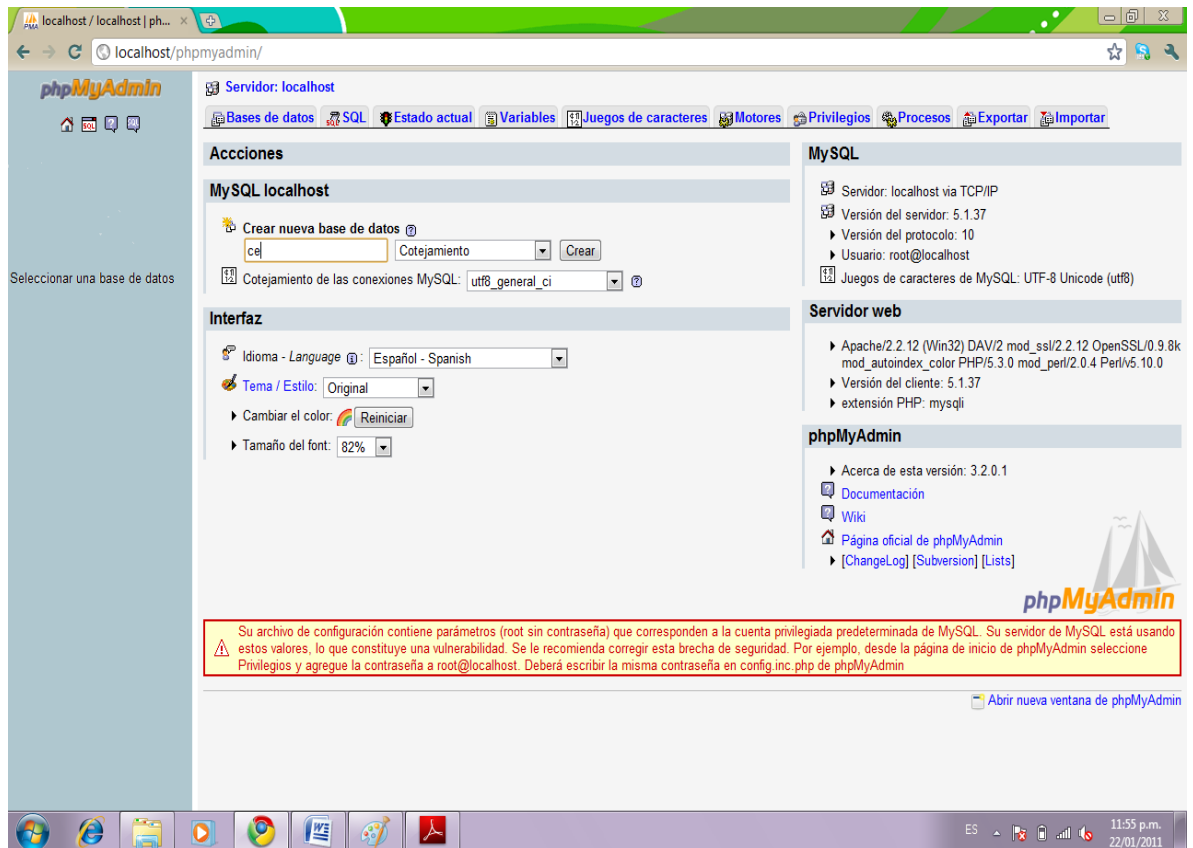 localhost / localhost | ph...
localhost/phpmyadmin/
phpMyAdmin
SQL
Seleccionar una base de datos
Servidor: localhost
Bases de datos SQL Estado actual Variables Juegos de caracteres Motores Privilegios Procesos Exportar Importar
Accciones
MySQL localhost
Crear nueva base de datos
ce Cotejamiento Crear
Cotejamiento de las conexiones MySQL: utf8_general_ci
Interfaz
Idioma - Language : Español - Spanish
Tema / Estilo: Original
Cambiar el color: Reiniciar
Tamaño del font: 82%
MySQL
Servidor: localhost via TCP/IP
Versión del servidor: 5.1.37
Versión del protocolo: 10
Usuario: root@localhost
Juegos de caracteres de MySQL: UTF-8 Unicode (utf8)
Servidor web
Apache/2.2.12 (Win32) DAV/2 mod_ssl/2.2.12 OpenSSL/0.9.8k
mod_autoindex_color PHP/5.3.0 mod_perl/2.0.4 Perl/v5.10.0
Versión del cliente: 5.1.37
extensión PHP: mysqli
phpMyAdmin
Acerca de esta versión: 3.2.0.1
Documentación
Wiki
Página oficial de phpMyAdmin
[ChangeLog] [Subversion] [Lists]
phpMyAdmin
Su archivo de configuración contiene parámetros (root sin contraseña) que corresponden a la cuenta privilegiada predeterminada de MySQL. Su servidor de MySQL está usando
estos valores, lo que constituye una vulnerabilidad. Se le recomienda corregir esta brecha de seguridad. Por ejemplo, desde la página de inicio de phpMyAdmin seleccione
Privilegios y agregue la contraseña a root@localhost. Deberá escribir la misma contraseña en config.inc.php de phpMyAdmin
Abrir nueva ventana de phpMyAdmin
ES
11:55 p.m.
22/01/2011